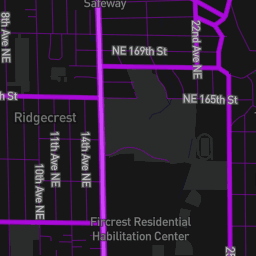 Safeway
8th Ave NE
NE 169th St
22nd Ave NE
h St
NE 165th St
Ridgecrest
11th Ave NE
14th Ave NE
10th Ave NE
Fircrest Residential
Habilitation Center